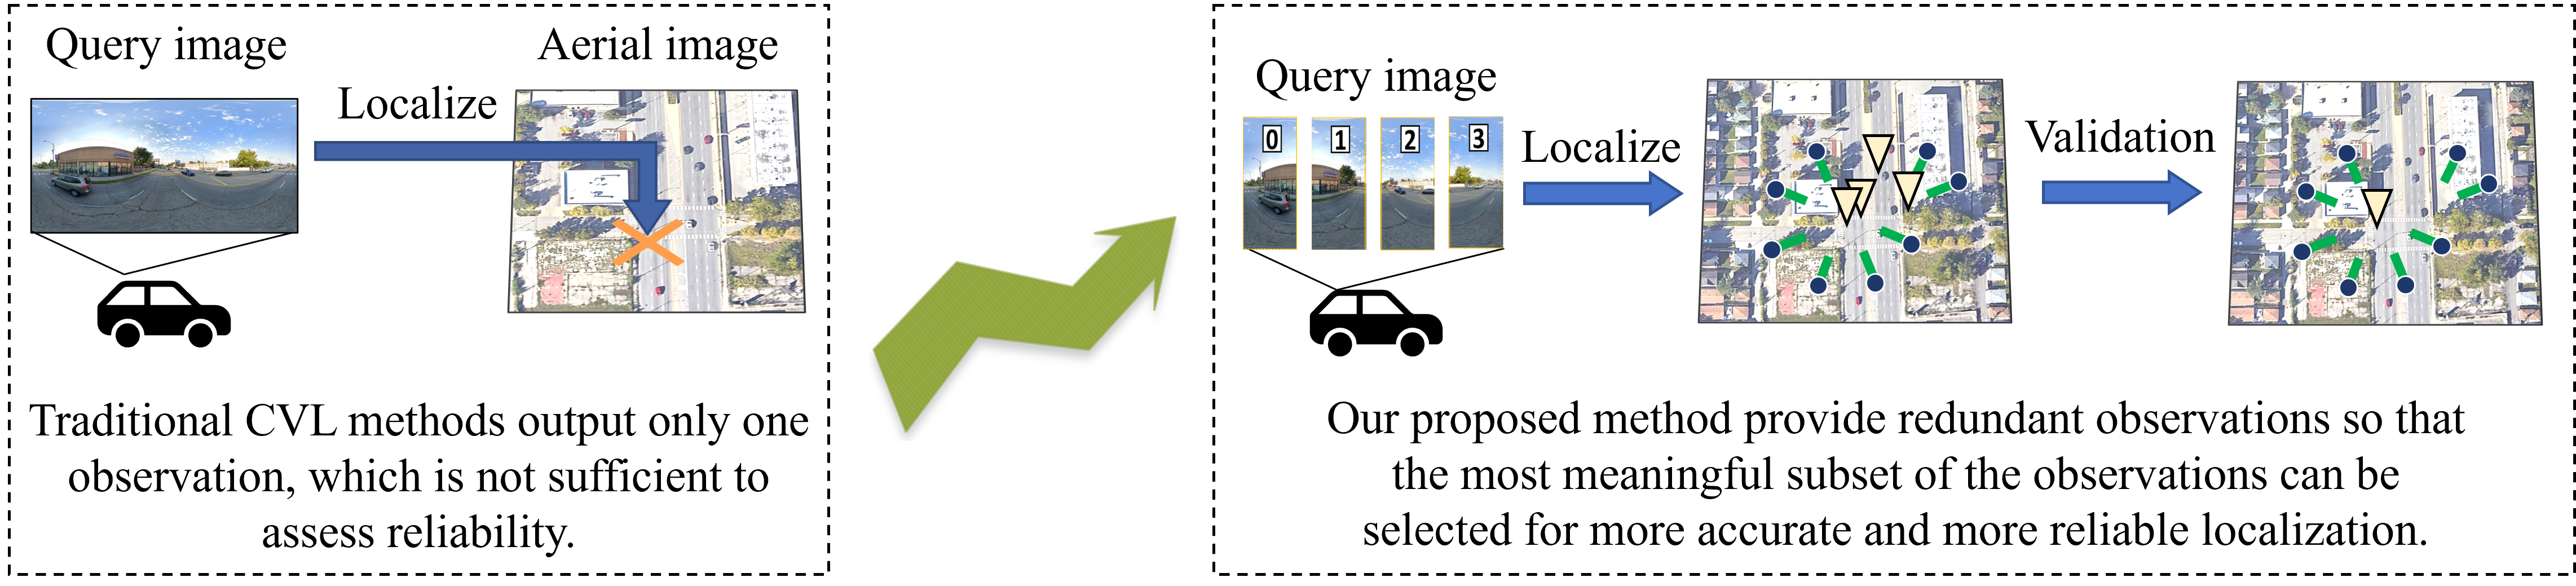 Query image
Aerial image
Localize
Traditional CVL methods output only one
observation, which is not sufficient to
assess reliability.
Query image
0 1 2 3
Localize
Validation
Our proposed method provide redundant observations so that
the most meaningful subset of the observations can be
selected for more accurate and more reliable localization.